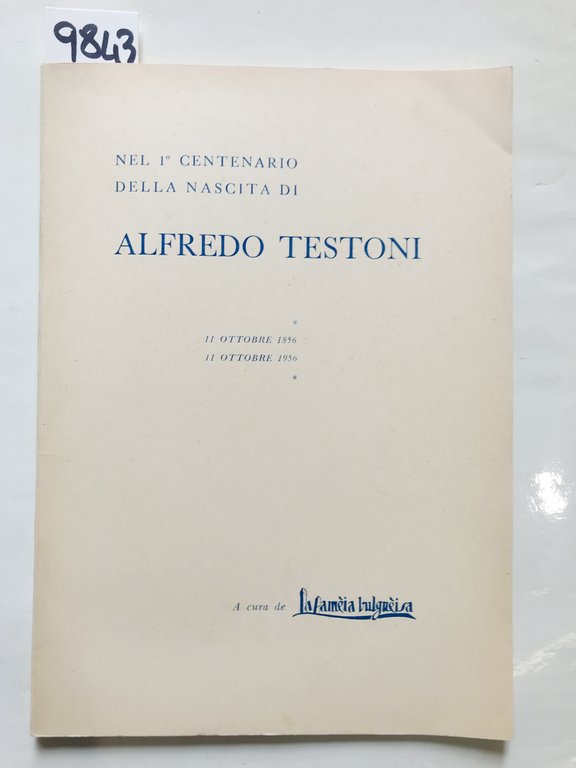 9843
NEL 1º CENTENARIO
DELLA NASCITA DI
ALFREDO TESTONI
*
11 OTTOBRE 1856
11 OTTOBRE 1956
*
A cura de La famèia bulgnèisa